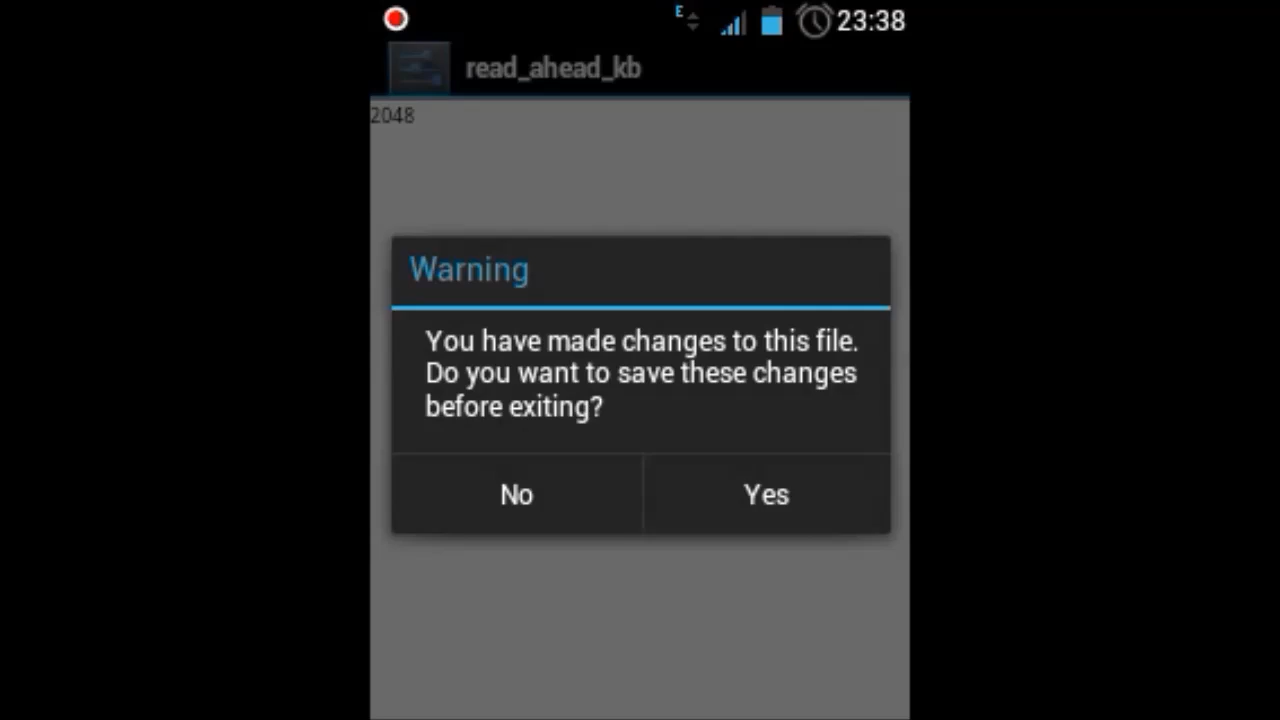 E 23:38
read_ahead_kb
2048
Warning
You have made changes to this file.
Do you want to save these changes
before exiting?
No Yes